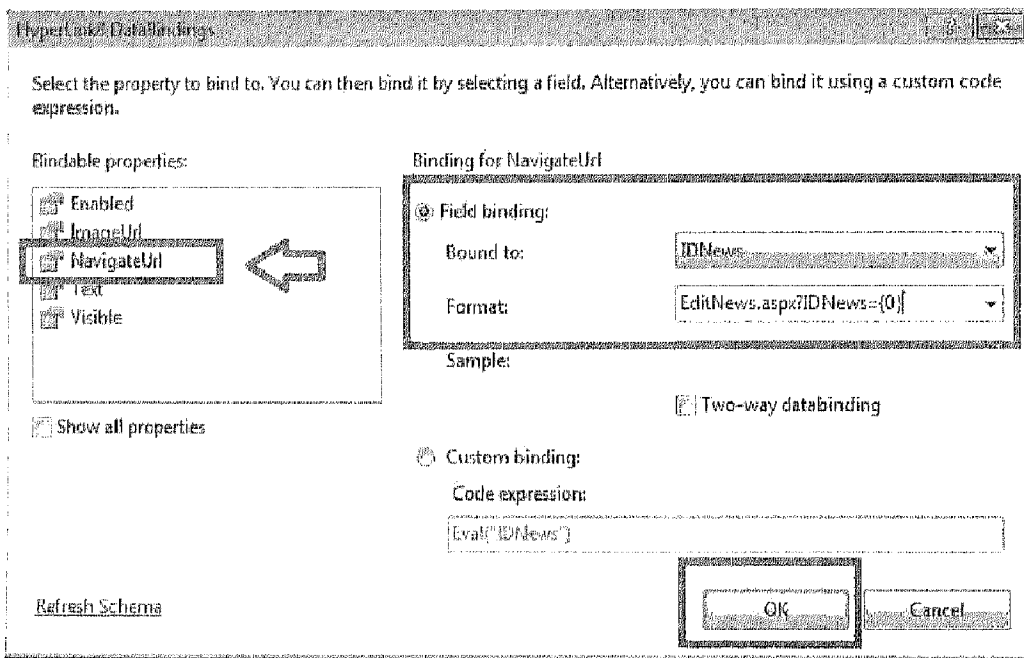 HyperLink2 DataBindings
Select the property to bind to. You can then bind it by selecting a field. Alternatively, you can bind it using a custom code
expression.
Bindable properties:
Enabled
ImageUrl
NavigateUrl
Text
Visible
Show all properties
Binding for NavigateUrl
Field binding:
Bound to:
IDNews
Format:
EditNews.aspx?IDNews={0}
Sample:
Two-way databinding
Custom binding:
Code expression:
Eval("IDNews")
Refresh Schema
OK
Cancel